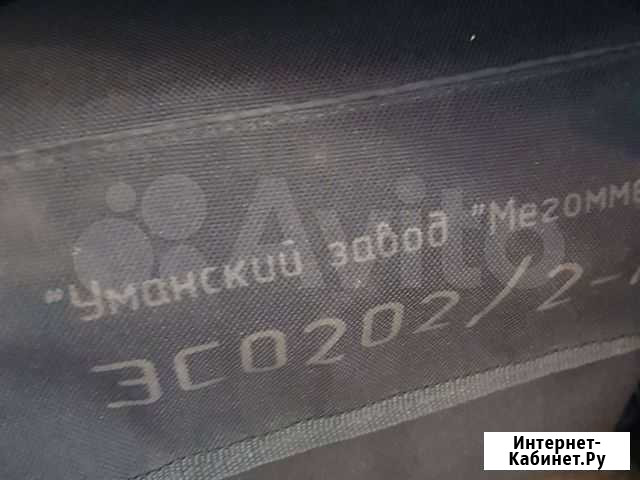 "Уманский завод "Мегомме
ЭС0202/2-
Avito
Интернет-
Кабинет.Ру